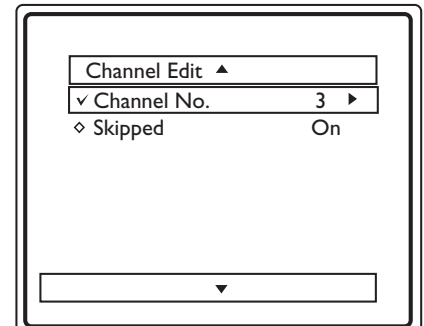 Channel Edit ▲
✓ Channel No. 3 ▶
◇ Skipped On
▼